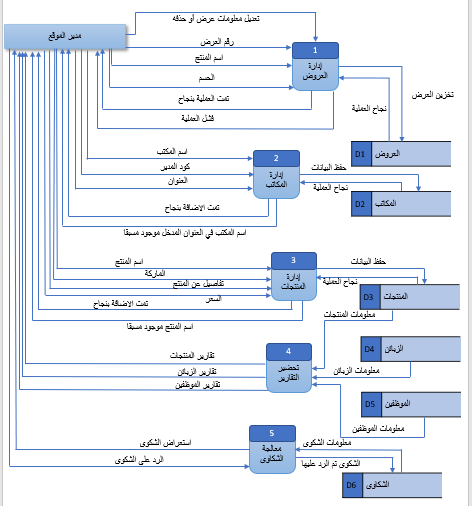 تعديل معلومات عرض أو حذفه
مدير الموقع
رقم العرض
اسم المنتج
الحسم
تمت العملية بنجاح
فشل العملية
1
إدارة
العروض
تخزين العرض
نجاح العملية
D1 العروض
اسم المكتب
كود المدير
العنوان
تمت الاضافة بنجاح
اسم المكتب في العنوان المدخل موجود مسبقا
2
إدارة
المكاتب
حفظ البيانات
نجاح العملية
D2 المكاتب
اسم المنتج
الماركة
تفاصيل عن المنتج
السعر
تمت الاضافة بنجاح
اسم المنتج موجود مسبقا
3
إدارة
المنتجات
حفظ البيانات
نجاح العملية
D3 المنتجات
معلومات المنتجات
تقارير المنتجات
تقارير الزبائن
تقارير الموظفين
4
تحضير
التقارير
D4 الزبائن
معلومات الزبائن
D5 الموظفين
معلومات الموظفين
استعراض الشكوى
الرد على الشكوى
5
معالجة
الشكاوى
معلومات الشكوى
الشكوى تم الرد عليها
D6 الشكاوى